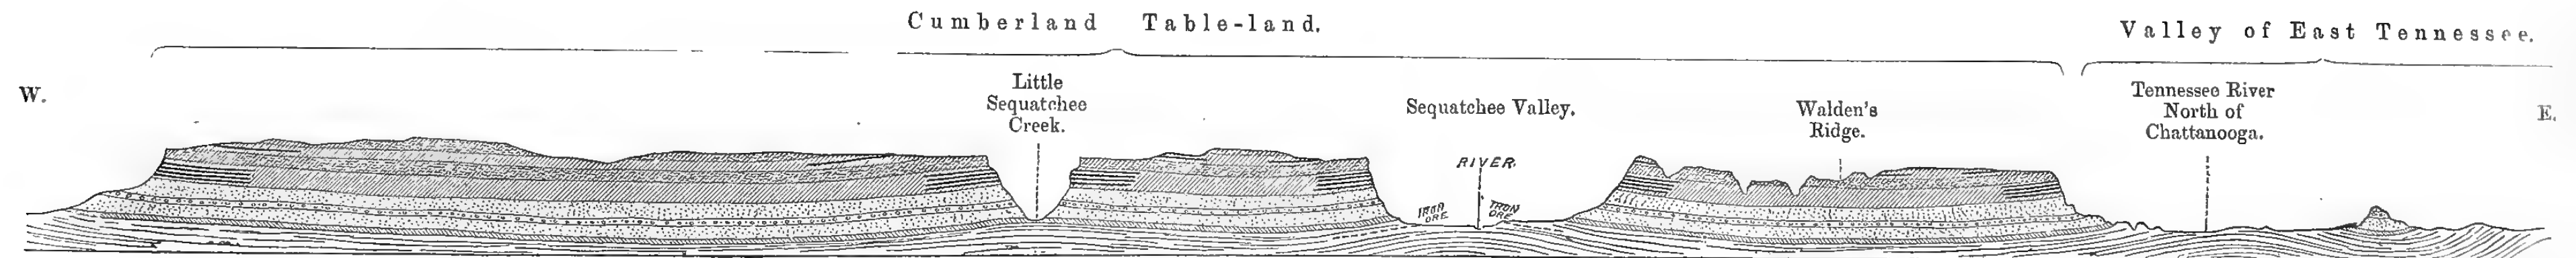 Cumberland Table-land.
Valley of East Tennessee.
W.
Little
Sequatchee
Creek.
Sequatchee Valley.
Walden's
Ridge.
Tennessee River
North of
Chattanooga.
E.
RIVER.
IRON
ORE
IRON
ORE